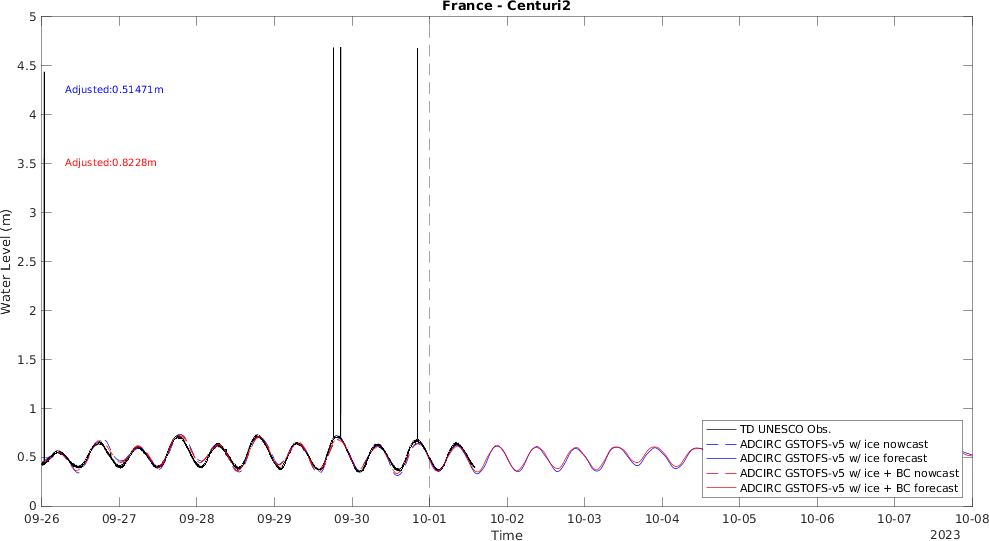 France - Centuri2
5
4.5
4
3.5
3
2.5
2
1.5
1
0.5
0
Water Level (m)
Adjusted:0.51471m
Adjusted:0.8228m
TD UNESCO Obs.
ADCIRC GSTOFS-v5 w/ ice nowcast
ADCIRC GSTOFS-v5 w/ ice forecast
ADCIRC GSTOFS-v5 w/ ice + BC nowcast
ADCIRC GSTOFS-v5 w/ ice + BC forecast
09-26 09-27 09-28 09-29 09-30 10-01 10-02 10-03 10-04 10-05 10-06 10-07 10-08
Time
2023